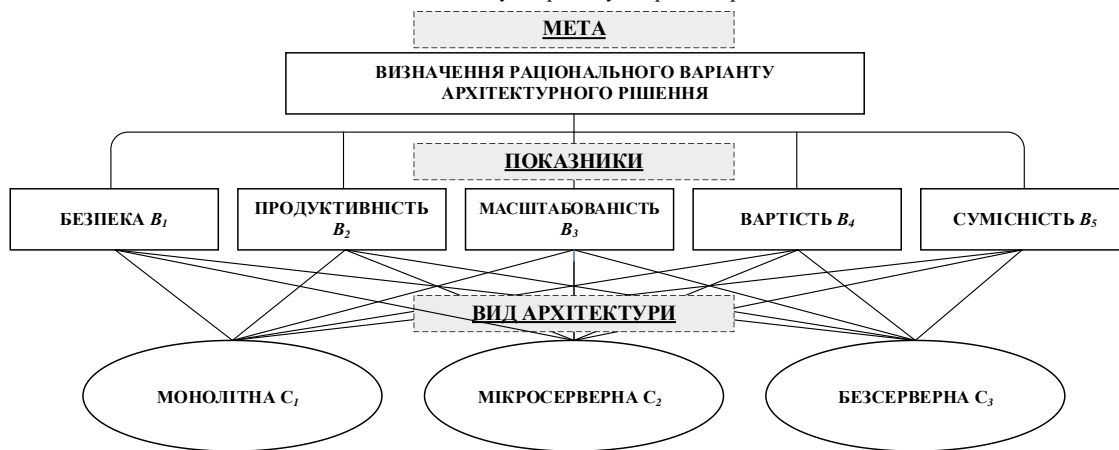 МЕТА
ВИЗНАЧЕННЯ РАЦІОНАЛЬНОГО ВАРІАНТУ
АРХІТЕКТУРНОГО РІШЕННЯ
ПОКАЗНИКИ
БЕЗПЕКА B1
ПРОДУКТИВНІСТЬ
B2
МАСШТАБОВАНІСТЬ
B3
ВАРТІСТЬ B4
СУМІСНІСТЬ B5
ВИД АРХІТЕКТУРИ
МОНОЛІТНА C1
МІКРОСЕРВЕРНА C2
БЕЗСЕРВЕРНА C3